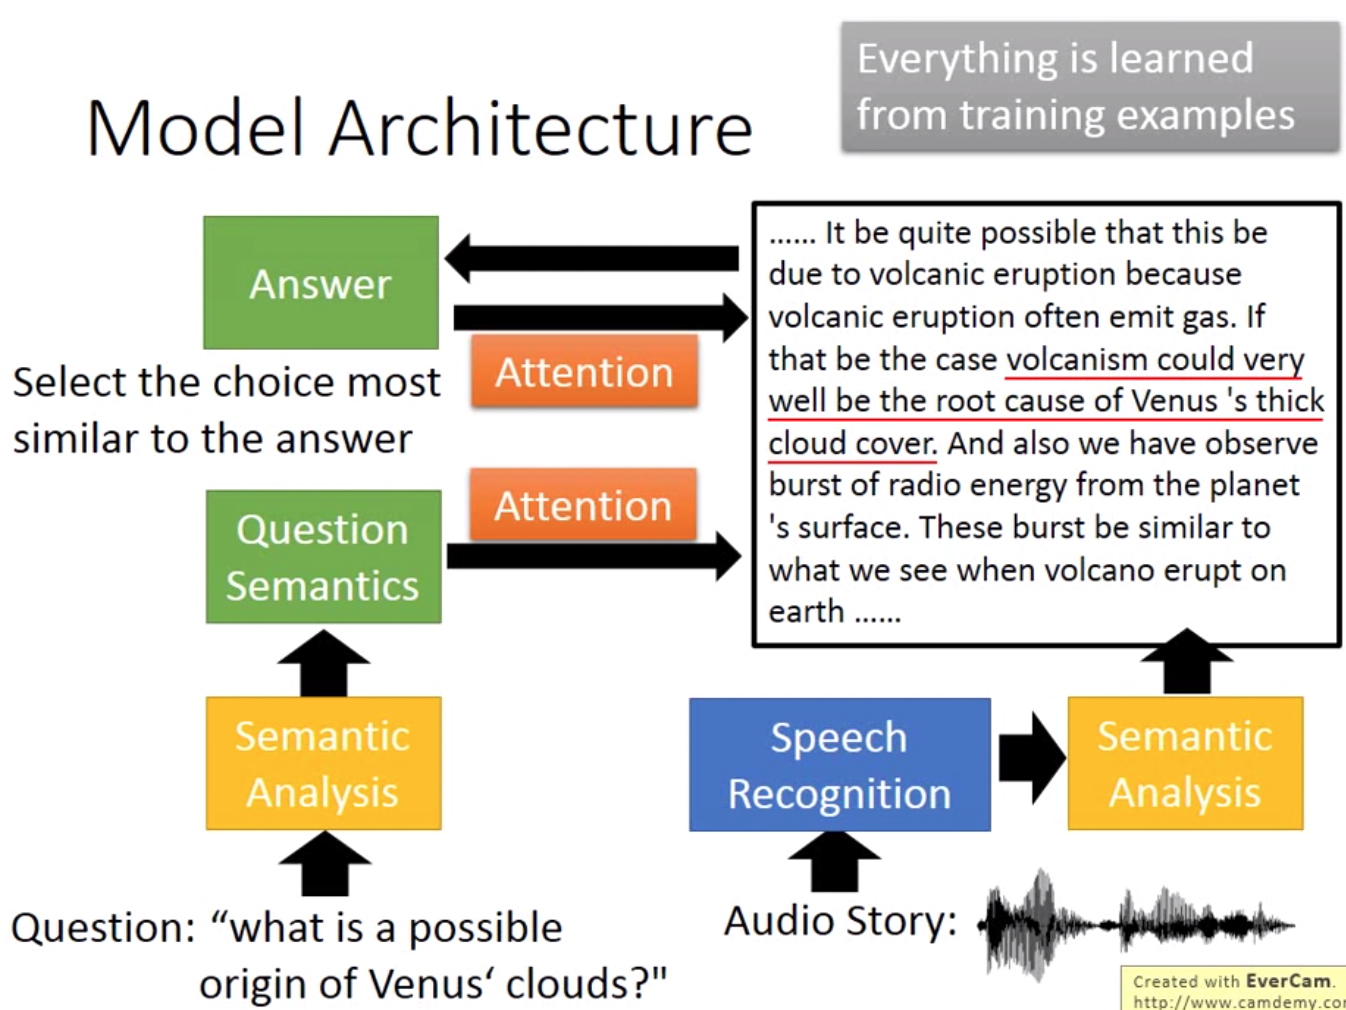 Everything is learned
from training examples
Model Architecture
Answer
Select the choice most
similar to the answer
Attention
Attention
Question
Semantics
...... It be quite possible that this be
due to volcanic eruption because
volcanic eruption often emit gas. If
that be the case volcanism could very
well be the root cause of Venus 's thick
cloud cover. And also we have observe
burst of radio energy from the planet
's surface. These burst be similar to
what we see when volcano erupt on
earth ......
Semantic
Analysis
Speech
Recognition
Semantic
Analysis
Question: “what is a possible
origin of Venus‘ clouds?"
Audio Story:
Created with EverCam.
http://www.camdemy.co